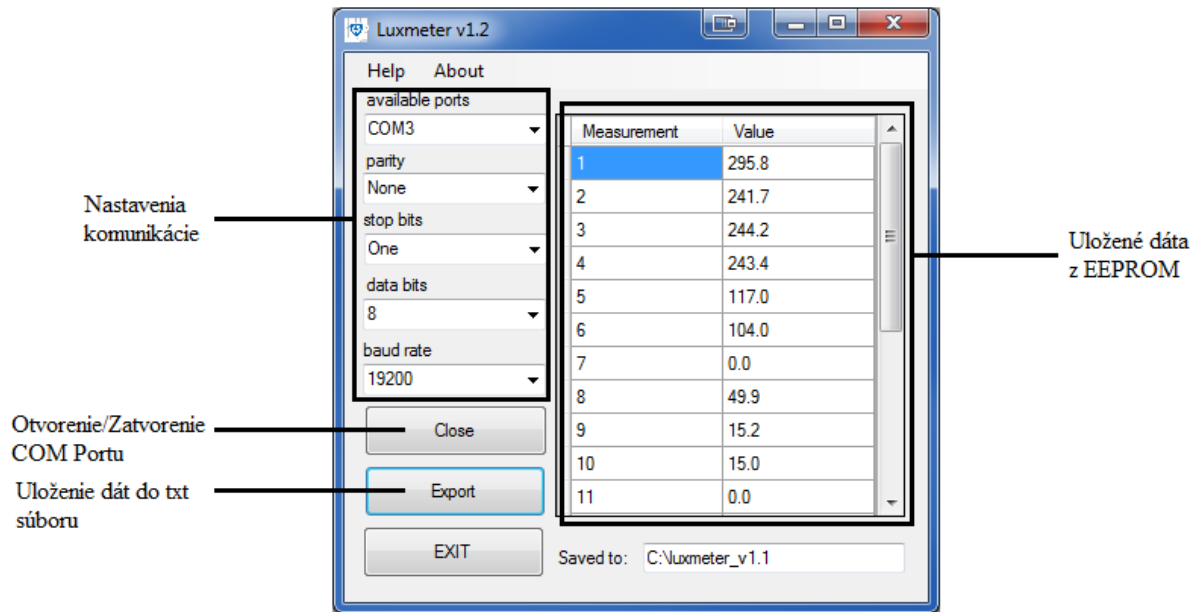 Luxmeter v1.2
Help About
available ports
COM3
parity
None
stop bits
One
data bits
8
baud rate
19200
Close
Export
EXIT
Measurement Value
1 295.8
2 241.7
3 244.2
4 243.4
5 117.0
6 104.0
7 0.0
8 49.9
9 15.2
10 15.0
11 0.0
Saved to: C:\luxmeter_v1.1
Nastavenia
komunikácie
Otvorenie/Zatvorenie
COM Portu
Uloženie dát do txt
súboru
Uložené dáta
z EEPROM